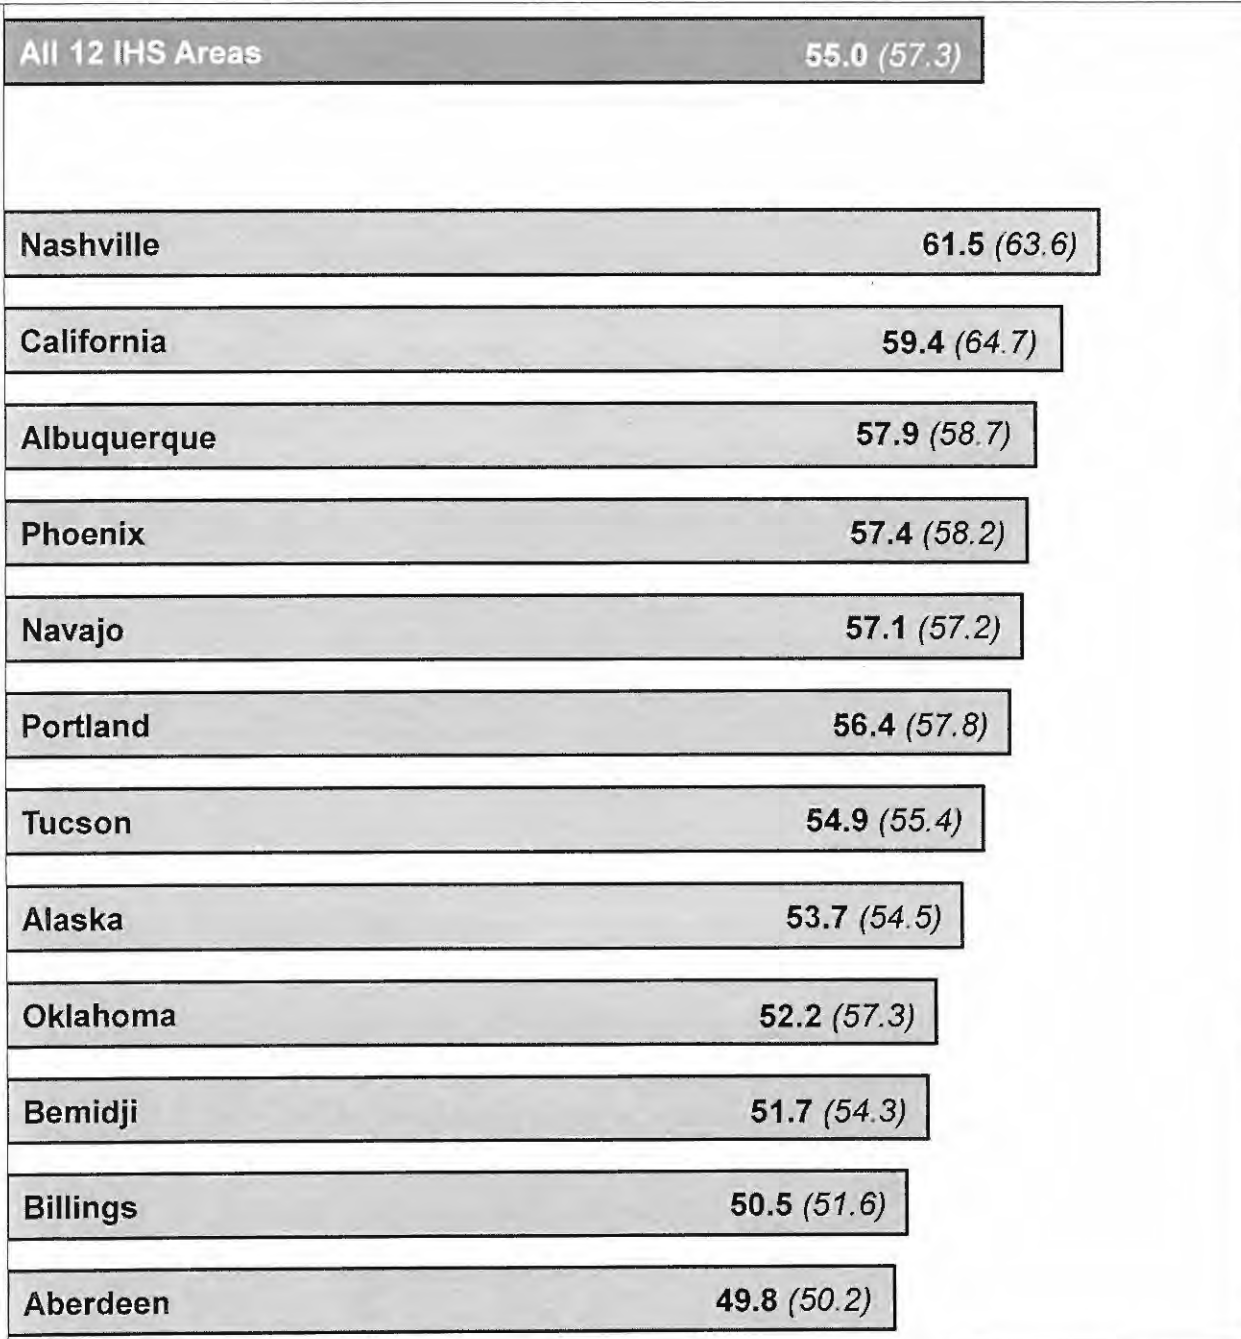 All 12 IHS Areas 55.0 (57.3)
Nashville 61.5 (63.6)
California 59.4 (64.7)
Albuquerque 57.9 (58.7)
Phoenix 57.4 (58.2)
Navajo 57.1 (57.2)
Portland 56.4 (57.8)
Tucson 54.9 (55.4)
Alaska 53.7 (54.5)
Oklahoma 52.2 (57.3)
Bemidji 51.7 (54.3)
Billings 50.5 (51.6)
Aberdeen 49.8 (50.2)